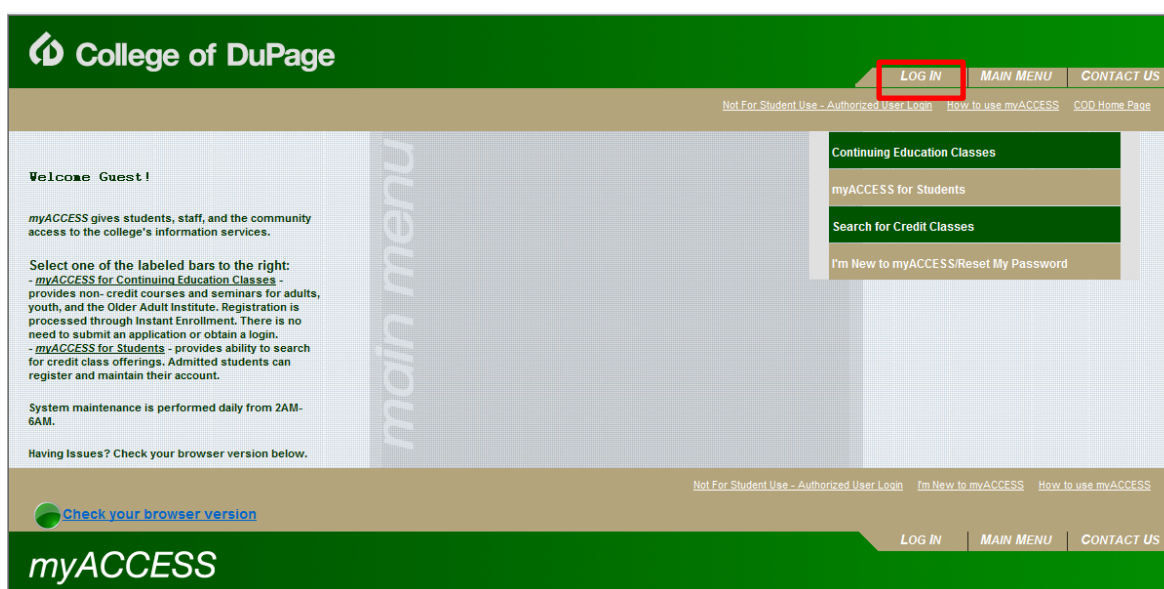 College of DuPage
LOG IN MAIN MENU CONTACT US
Not For Student Use - Authorized User Login How to use myACCESS COD Home Page
Continuing Education Classes
myACCESS for Students
Search for Credit Classes
I'm New to myACCESS/Reset My Password
main menu
Welcome Guest!
myACCESS gives students, staff, and the community
access to the college's information services.
Select one of the labeled bars to the right:
- myACCESS for Continuing Education Classes -
provides non- credit courses and seminars for adults,
youth, and the Older Adult Institute. Registration is
processed through Instant Enrollment. There is no
need to submit an application or obtain a login.
- myACCESS for Students - provides ability to search
for credit class offerings. Admitted students can
register and maintain their account.
System maintenance is performed daily from 2AM-
6AM.
Having Issues? Check your browser version below.
Not For Student Use - Authorized User Login I'm New to myACCESS How to use myACCESS
Check your browser version
LOG IN MAIN MENU CONTACT US
myACCESS